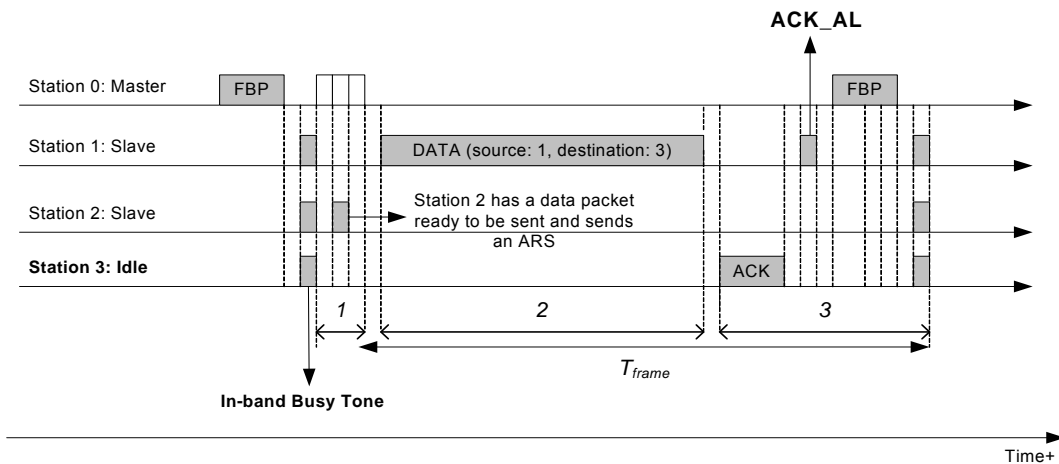 ACK_AL
Station 0: Master
FBP
FBP
Station 1: Slave
DATA (source: 1, destination: 3)
Station 2: Slave
Station 2 has a data packet
ready to be sent and sends
an ARS
Station 3: Idle
ACK
1
2
3
Tframe
In-band Busy Tone
Time+